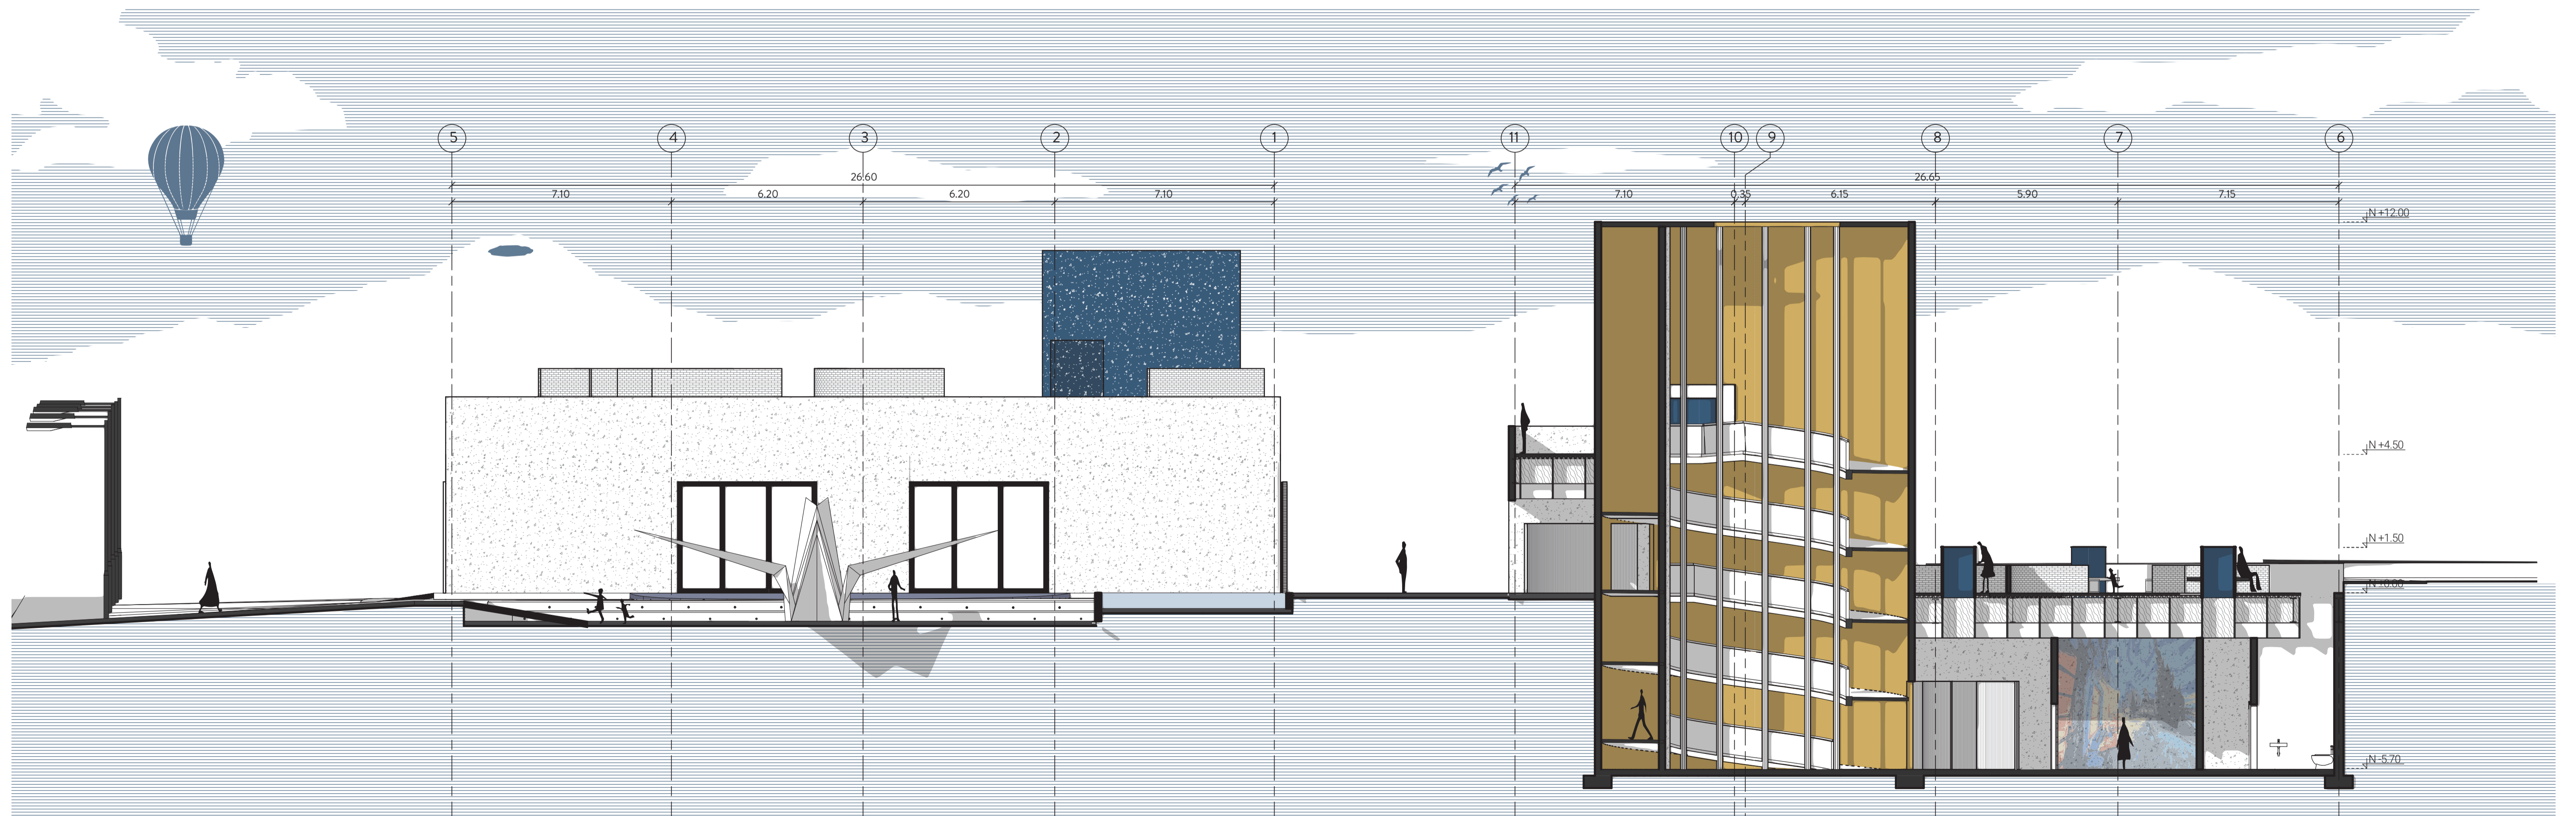 5 4 3 2 1 11 10 9 8 7 6
26.60 26.65
7.10 6.20 6.20 7.10 7.10 0.35 6.15 5.90 7.15
N +12.00
N +4.50
N +1.50
N +0.00
N -5.70